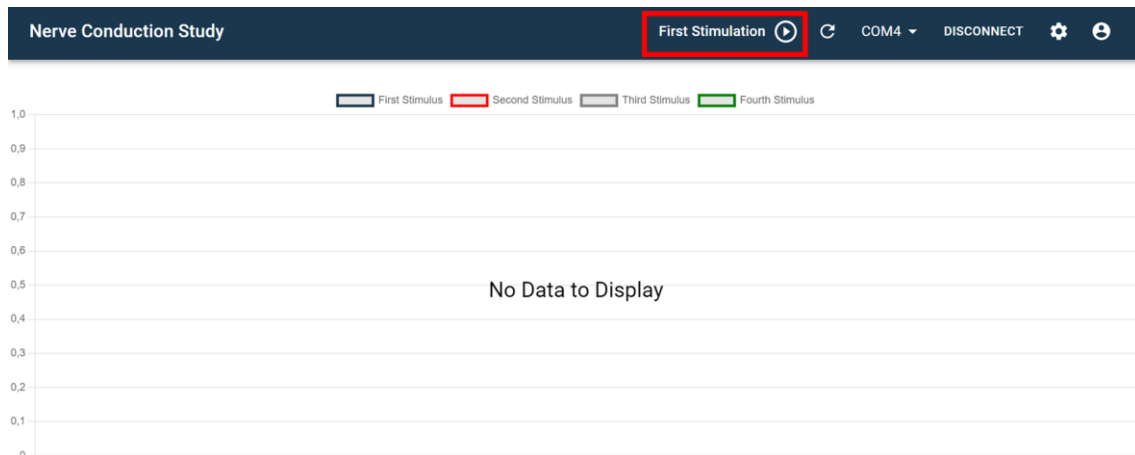 Nerve Conduction Study
First Stimulation
COM4
DISCONNECT
First Stimulus Second Stimulus Third Stimulus Fourth Stimulus
1,0
0,9
0,8
0,7
0,6
0,5
No Data to Display
0,4
0,3
0,2
0,1
0